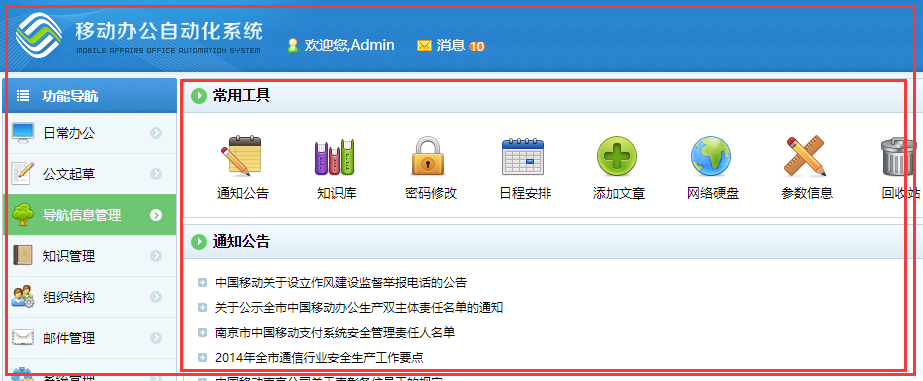 移动办公自动化系统
MOBILE AFFAIRS OFFICE AUTOMATION SYSTEM
欢迎您,Admin 消息 10
功能导航
日常办公
公文起草
导航信息管理
知识管理
组织结构
邮件管理
系统管理
常用工具
通知公告 知识库 密码修改 日程安排 添加文章 网络硬盘 参数信息 回收站
通知公告
中国移动关于设立作风建设监督举报电话的公告
关于公示全市中国移动办公生产双主体责任名单的通知
南京市中国移动支付系统安全管理责任人名单
2014年全市通信行业安全生产工作要点